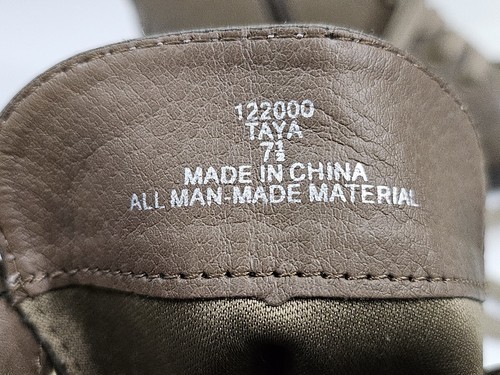 122000
TAYA
7½
MADE IN CHINA
ALL MAN-MADE MATERIAL